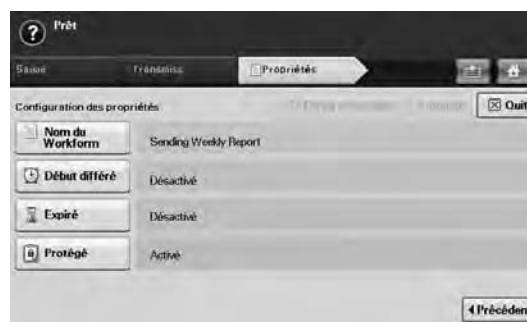 Prêt
Saisie
Transmiss.
Propriétés
Configuration des propriétés
Quit
Nom du
Workform
Sending Weekly Report
Début différé
Désactivé
Expiré
Désactivé
Protégé
Activé
Précéden